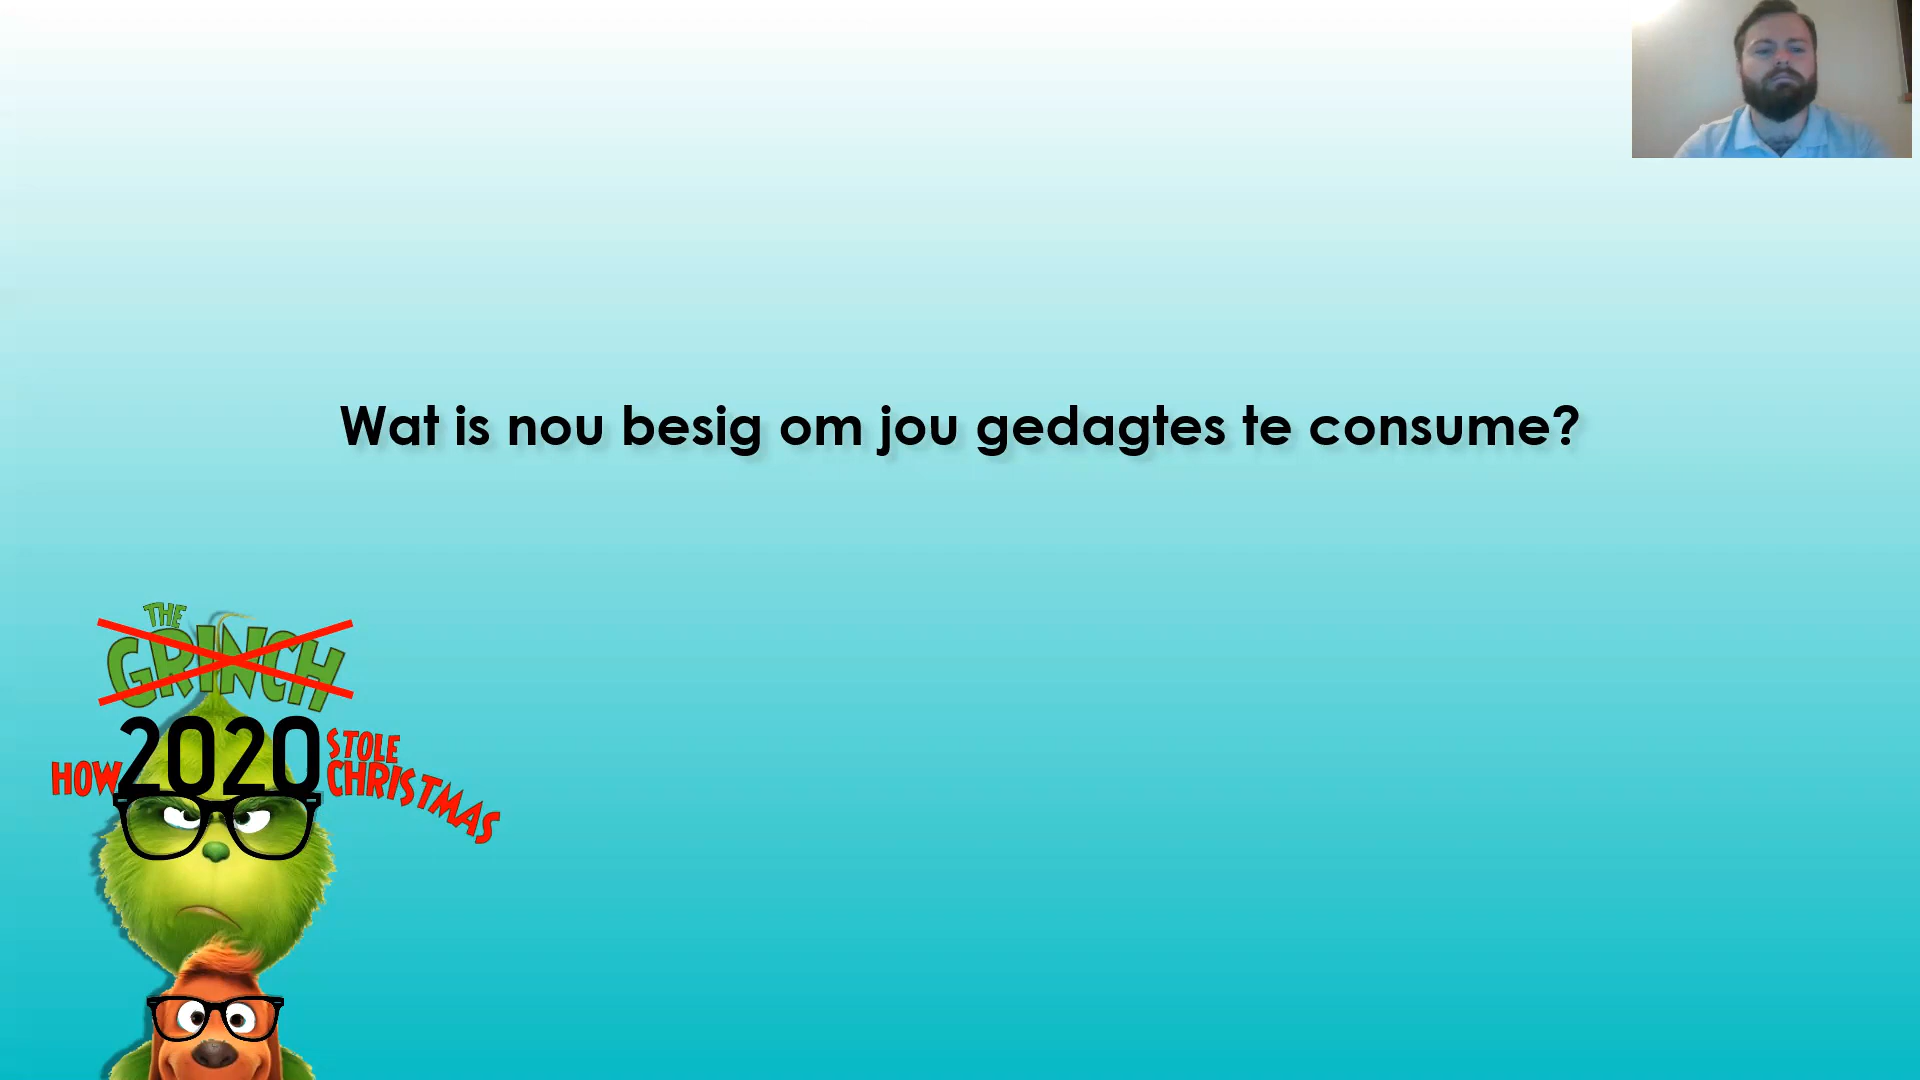 Wat is nou besig om jou gedagtes te consume?
THE
GRINCH
HOW 2020 STOLE
CHRISTMAS